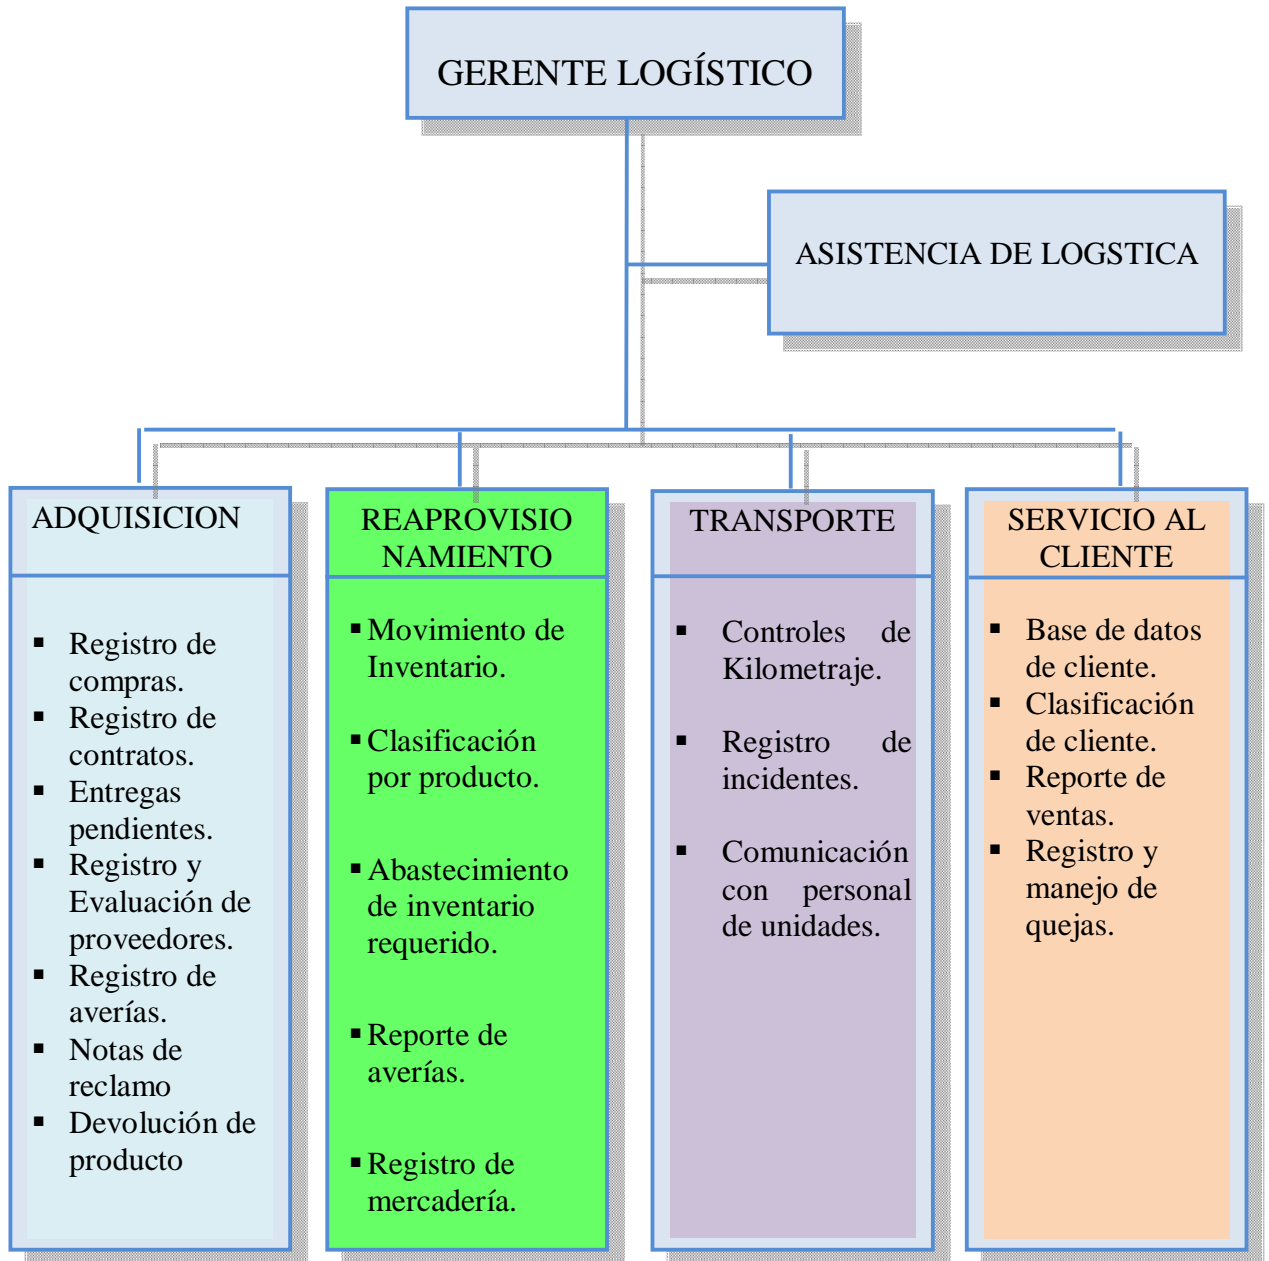 GERENTE LOGÍSTICO
ASISTENCIA DE LOGSTICA
ADQUISICION
▪ Registro de
compras.
▪ Registro de
contratos.
▪ Entregas
pendientes.
▪ Registro y
Evaluación de
proveedores.
▪ Registro de
averías.
▪ Notas de
reclamo
▪ Devolución de
producto
REAPROVISIO
NAMIENTO
▪ Movimiento de
Inventario.
▪ Clasificación
por producto.
▪ Abastecimiento
de inventario
requerido.
▪ Reporte de
averías.
▪ Registro de
mercadería.
TRANSPORTE
▪ Controles de
Kilometraje.
▪ Registro de
incidentes.
▪ Comunicación
con personal
de unidades.
SERVICIO AL
CLIENTE
▪ Base de datos
de cliente.
▪ Clasificación
de cliente.
▪ Reporte de
ventas.
▪ Registro y
manejo de
quejas.